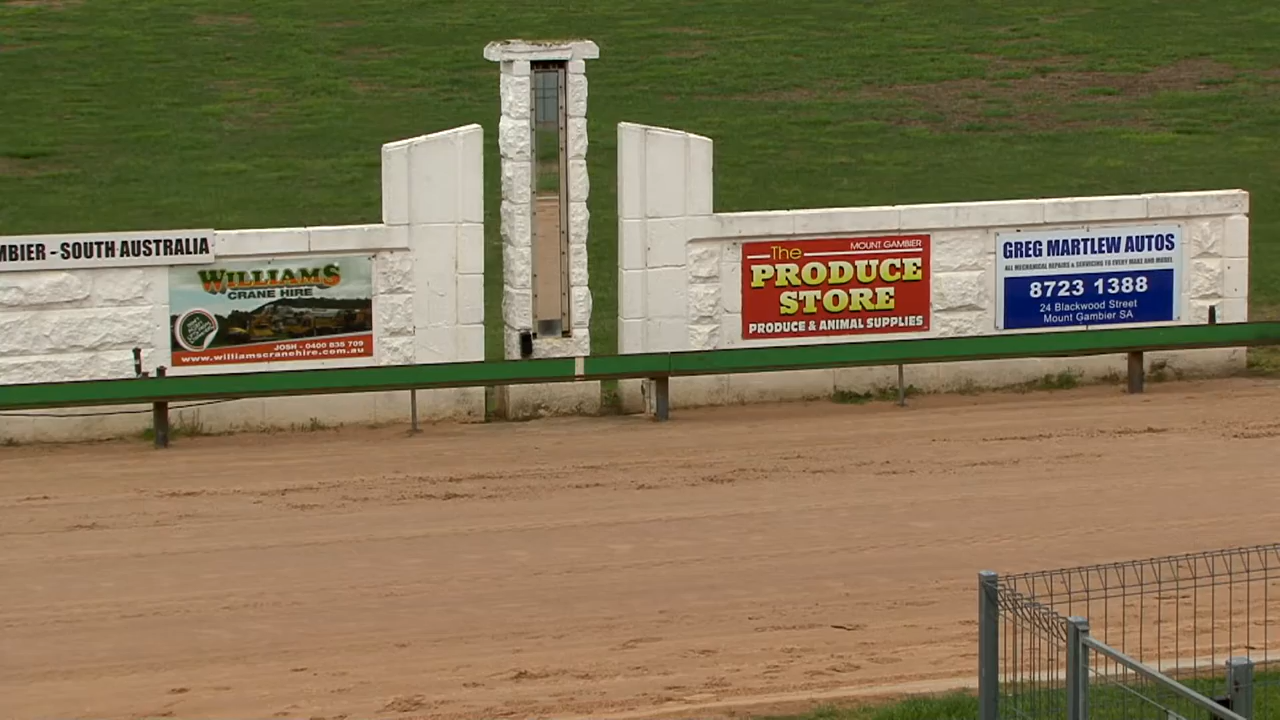 MBIER - SOUTH AUSTRALIA
WILLIAMS
CRANE HIRE
JOSH - 0400 835 709
www.williamscranehire.com.au
The
MOUNT GAMBIER
PRODUCE
STORE
PRODUCE & ANIMAL SUPPLIES
GREG MARTLEW AUTOS
ALL MECHANICAL REPAIRS & SERVICING TO EVERY MAKE AND MODEL
8723 1388
24 Blackwood Street
Mount Gambier SA